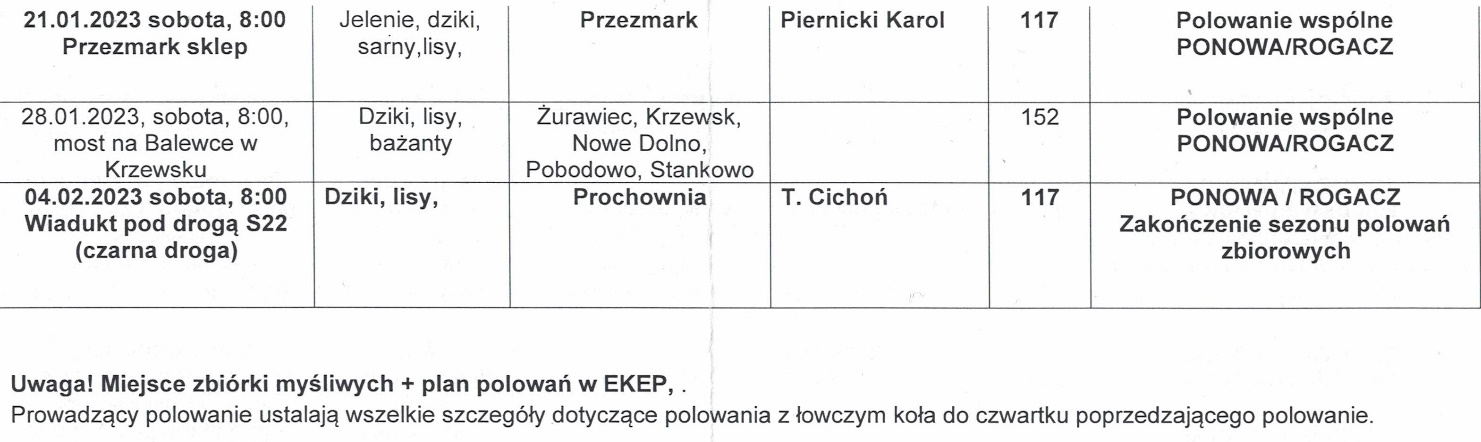 21.01.2023 sobota, 8:00
Przezmark sklep
Jelenie, dziki,
sarny,lisy,
Przezmark
Piernicki Karol
117
Polowanie wspólne
PONOWA/ROGACZ
28.01.2023, sobota, 8:00,
most na Balewce w
Krzewsku
Dziki, lisy,
bażanty
Żurawiec, Krzewsk,
Nowe Dolno,
Pobodowo, Stankowo
152
Polowanie wspólne
PONOWA/ROGACZ
04.02.2023 sobota, 8:00
Wiadukt pod drogą S22
(czarna droga)
Dziki, lisy,
Prochownia
T. Cichoń
117
PONOWA / ROGACZ
Zakończenie sezonu polowań
zbiorowych
Uwaga! Miejsce zbiórki myśliwych + plan polowań w EKEP, .
Prowadzący polowanie ustalają wszelkie szczegóły dotyczące polowania z łowczym koła do czwartku poprzedzającego polowanie.